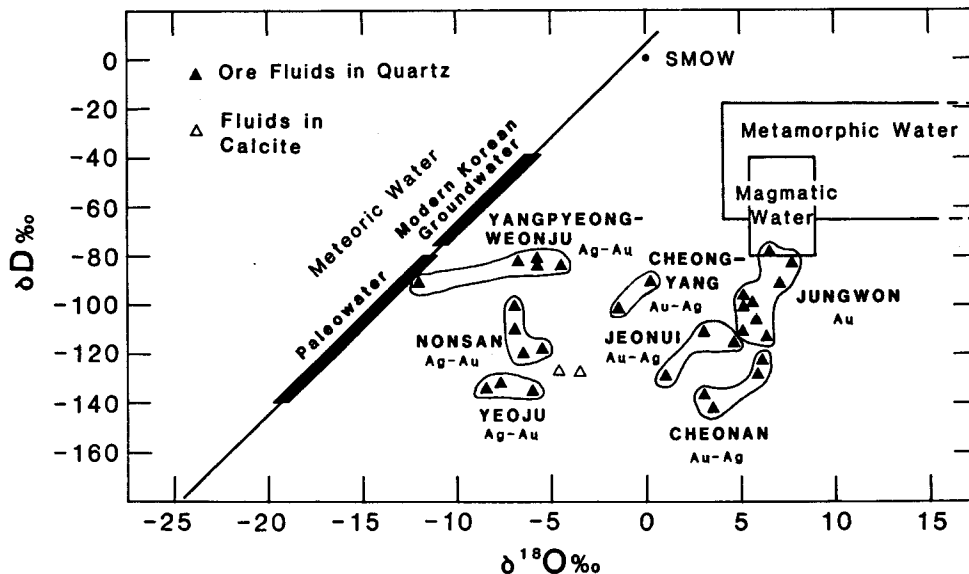 0
-20
-40
-60
-80
-100
-120
-140
-160
δD‰
▲ Ore Fluids in Quartz
△ Fluids in
Calcite
SMOW
Meteoric Water
Modern Korean
Groundwater
Paleowater
Metamorphic Water
Magmatic
Water
YANGPYEONG-
WEONJU
Ag-Au
CHEONG-
YANG
Au-Ag
JUNGWON
Au
NONSAN
Ag-Au
JEONUI
Au-Ag
YEOJU
Ag-Au
CHEONAN
Au-Ag
-25 -20 -15 -10 -5 0 5 10 15
δ¹⁸O‰